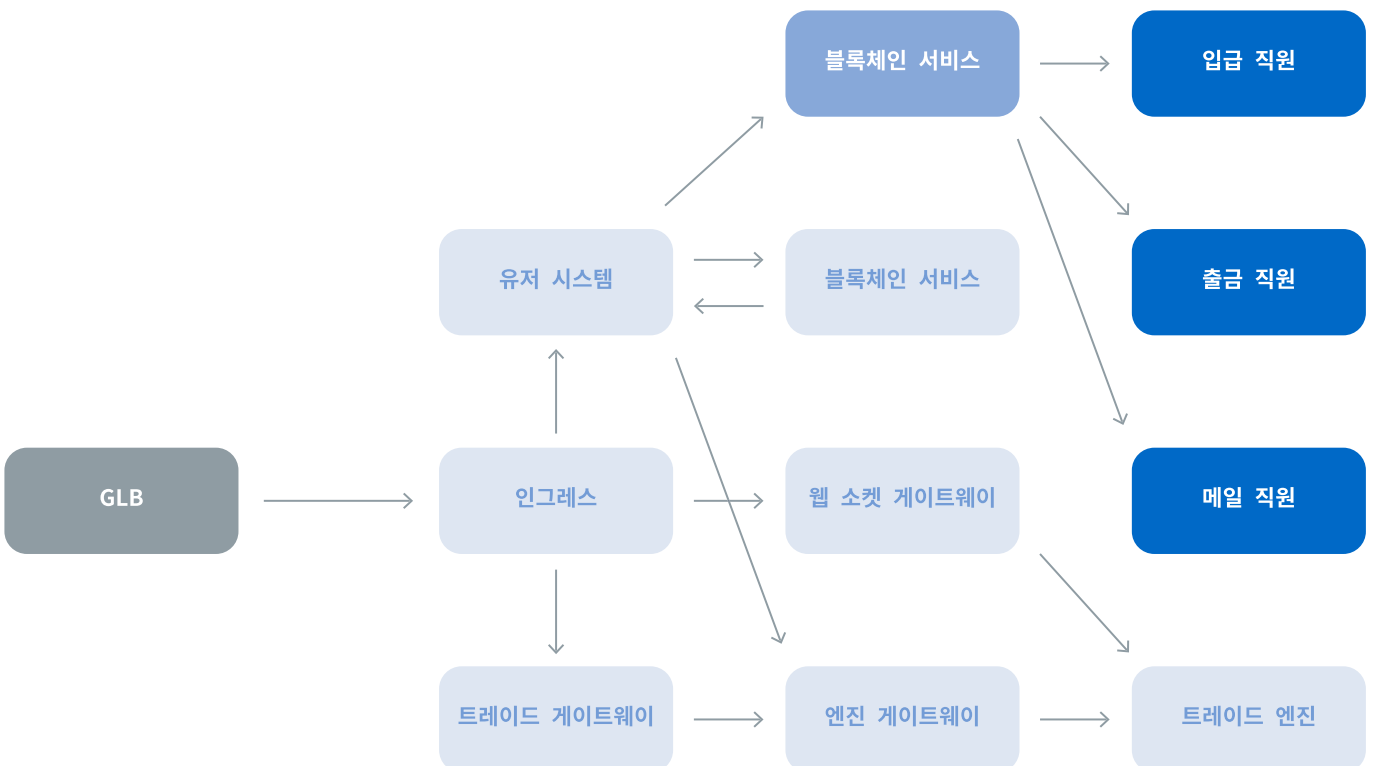 블록체인 서비스
입급 직원
유저 시스템
블록체인 서비스
출금 직원
GLB
인그레스
웹 소켓 게이트웨이
메일 직원
트레이드 게이트웨이
엔진 게이트웨이
트레이드 엔진